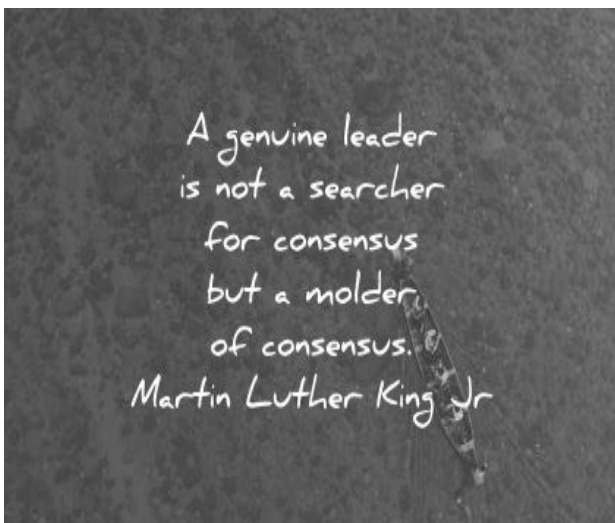 A genuine leader
is not a searcher
for consensus
but a molder
of consensus.
Martin Luther King Jr